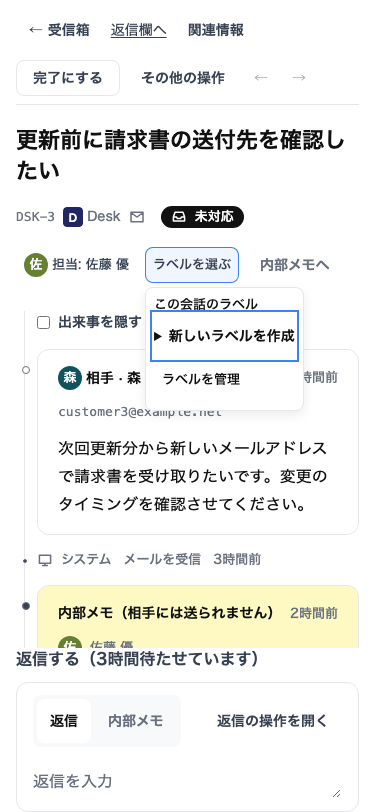 ← 受信箱 返信欄へ 関連情報
完了にする その他の操作 ← →
更新前に請求書の送付先を確認し
たい
DSK-3 D Desk 未対応
佐 担当: 佐藤 優 ラベルを選ぶ 内部メモへ
この会話のラベル
出来事を隠す
▶ 新しいラベルを作成
森 相手 · 森 時間前
ラベルを管理
customer3@example.net
次回更新分から新しいメールアドレス
で請求書を受け取りたいです。変更の
タイミングを確認させてください。
システム メールを受信 3時間前
内部メモ（相手には送られません） 2時間前
佐 佐藤 優
返信する（3時間待たせています）
返信 内部メモ 返信の操作を開く
返信を入力